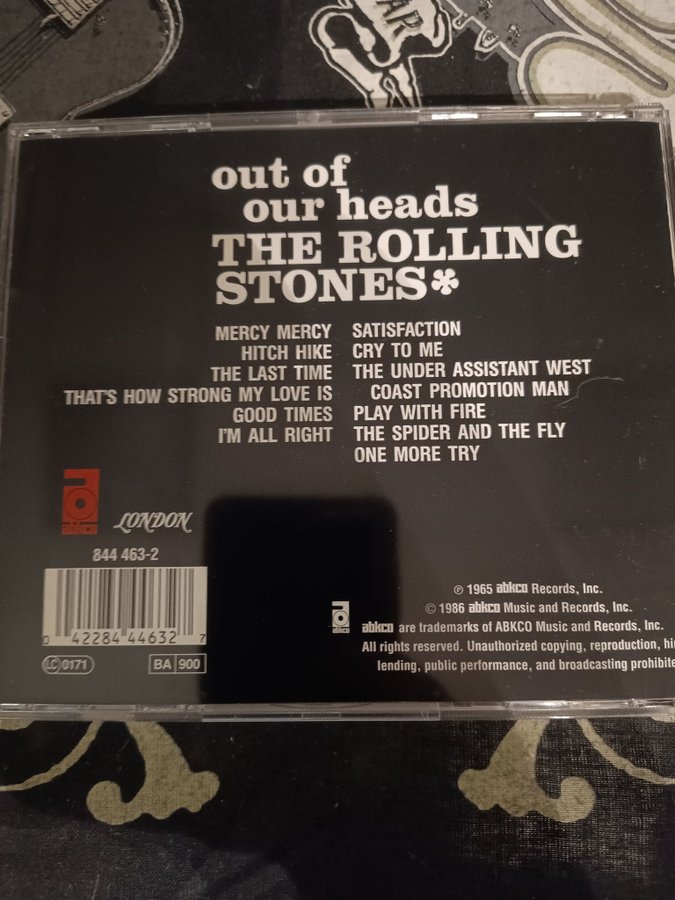 AR
out of
our heads
THE ROLLING
STONES*
MERCY MERCY
HITCH HIKE
THE LAST TIME
THAT'S HOW STRONG MY LOVE IS
GOOD TIMES
I'M ALL RIGHT
SATISFACTION
CRY TO ME
THE UNDER ASSISTANT WEST
COAST PROMOTION MAN
PLAY WITH FIRE
THE SPIDER AND THE FLY
ONE MORE TRY
abkco
LONDON
844 463-2
0 42284 44632 7
LC 0171
BA 900
℗ 1965 abkco Records, Inc.
© 1986 abkco Music and Records, Inc.
abkco
abkco are trademarks of ABKCO Music and Records, Inc.
All rights reserved. Unauthorized copying, reproduction, hi
lending, public performance, and broadcasting prohibite